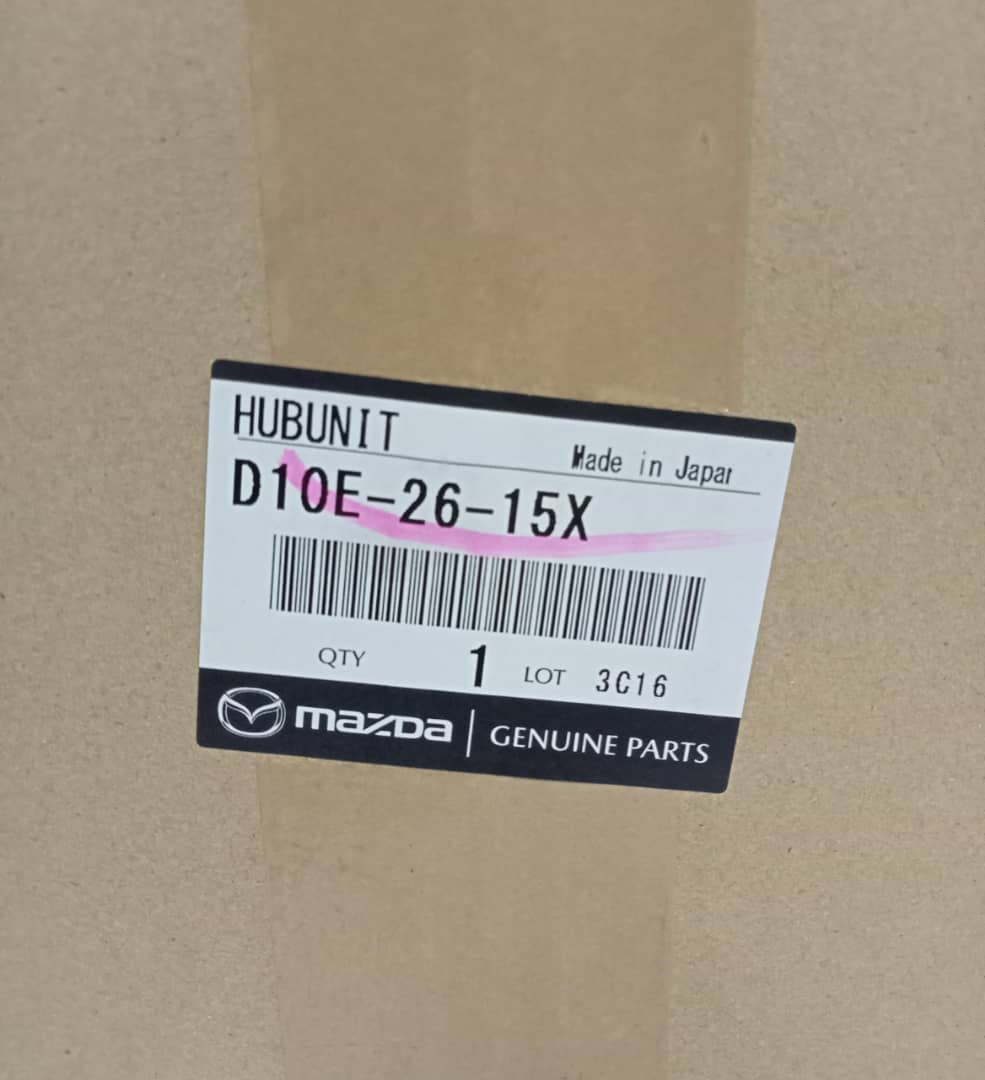 HUBUNIT
Made in Japan
D10E-26-15X
QTY 1 LOT 3C16
mazda GENUINE PARTS